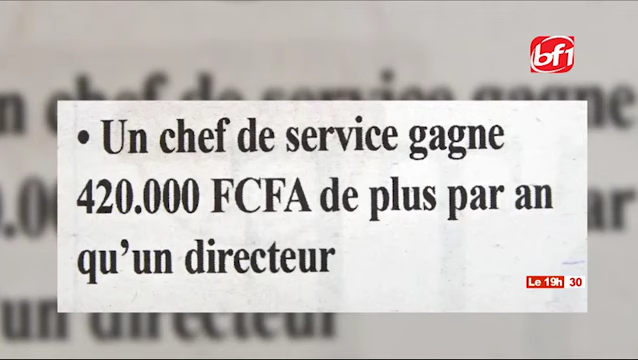 bf1
• Un chef de service gagne
420.000 FCFA de plus par an
qu'un directeur
Le 19h 30